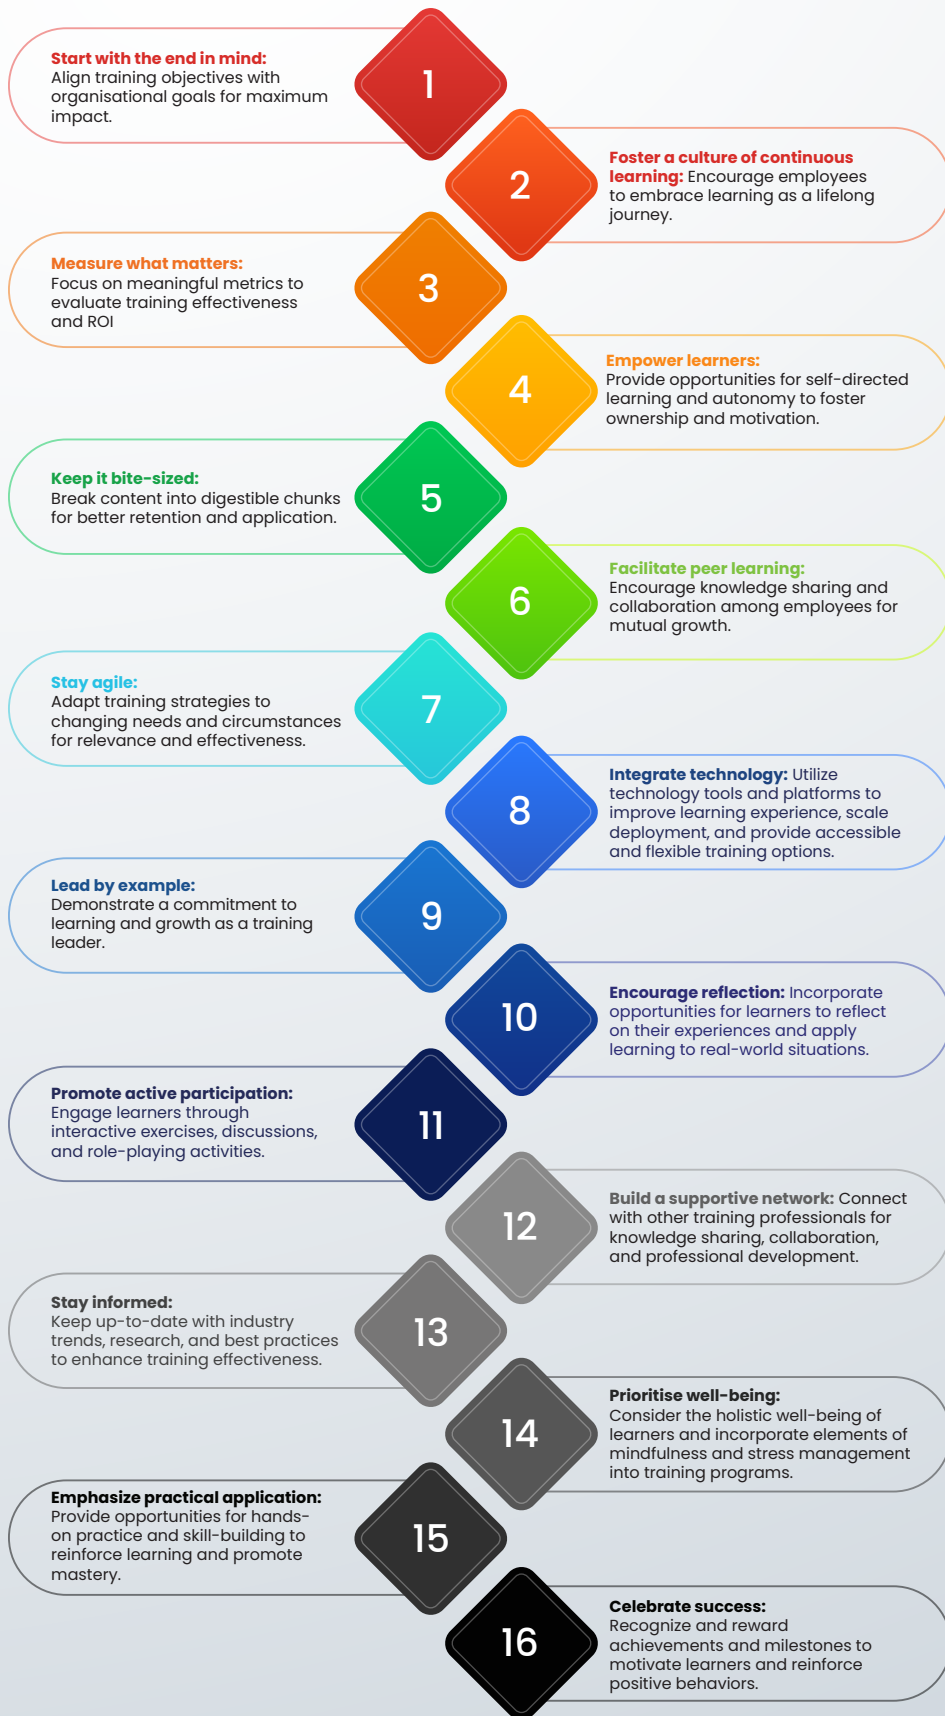 1
Start with the end in mind:
Align training objectives with
organisational goals for maximum
impact.
2
Foster a culture of continuous
learning: Encourage employees
to embrace learning as a lifelong
journey.
3
Measure what matters:
Focus on meaningful metrics to
evaluate training effectiveness
and ROI
4
Empower learners:
Provide opportunities for self-directed
learning and autonomy to foster
ownership and motivation.
5
Keep it bite-sized:
Break content into digestible chunks
for better retention and application.
6
Facilitate peer learning:
Encourage knowledge sharing and
collaboration among employees for
mutual growth.
7
Stay agile:
Adapt training strategies to
changing needs and circumstances
for relevance and effectiveness.
8
Integrate technology: Utilize
technology tools and platforms to
improve learning experience, scale
deployment, and provide accessible
and flexible training options.
9
Lead by example:
Demonstrate a commitment to
learning and growth as a training
leader.
10
Encourage reflection: Incorporate
opportunities for learners to reflect
on their experiences and apply
learning to real-world situations.
11
Promote active participation:
Engage learners through
interactive exercises, discussions,
and role-playing activities.
12
Build a supportive network: Connect
with other training professionals for
knowledge sharing, collaboration,
and professional development.
13
Stay informed:
Keep up-to-date with industry
trends, research, and best practices
to enhance training effectiveness.
14
Prioritise well-being:
Consider the holistic well-being of
learners and incorporate elements of
mindfulness and stress management
into training programs.
15
Emphasize practical application:
Provide opportunities for hands-
on practice and skill-building to
reinforce learning and promote
mastery.
16
Celebrate success:
Recognize and reward
achievements and milestones to
motivate learners and reinforce
positive behaviors.